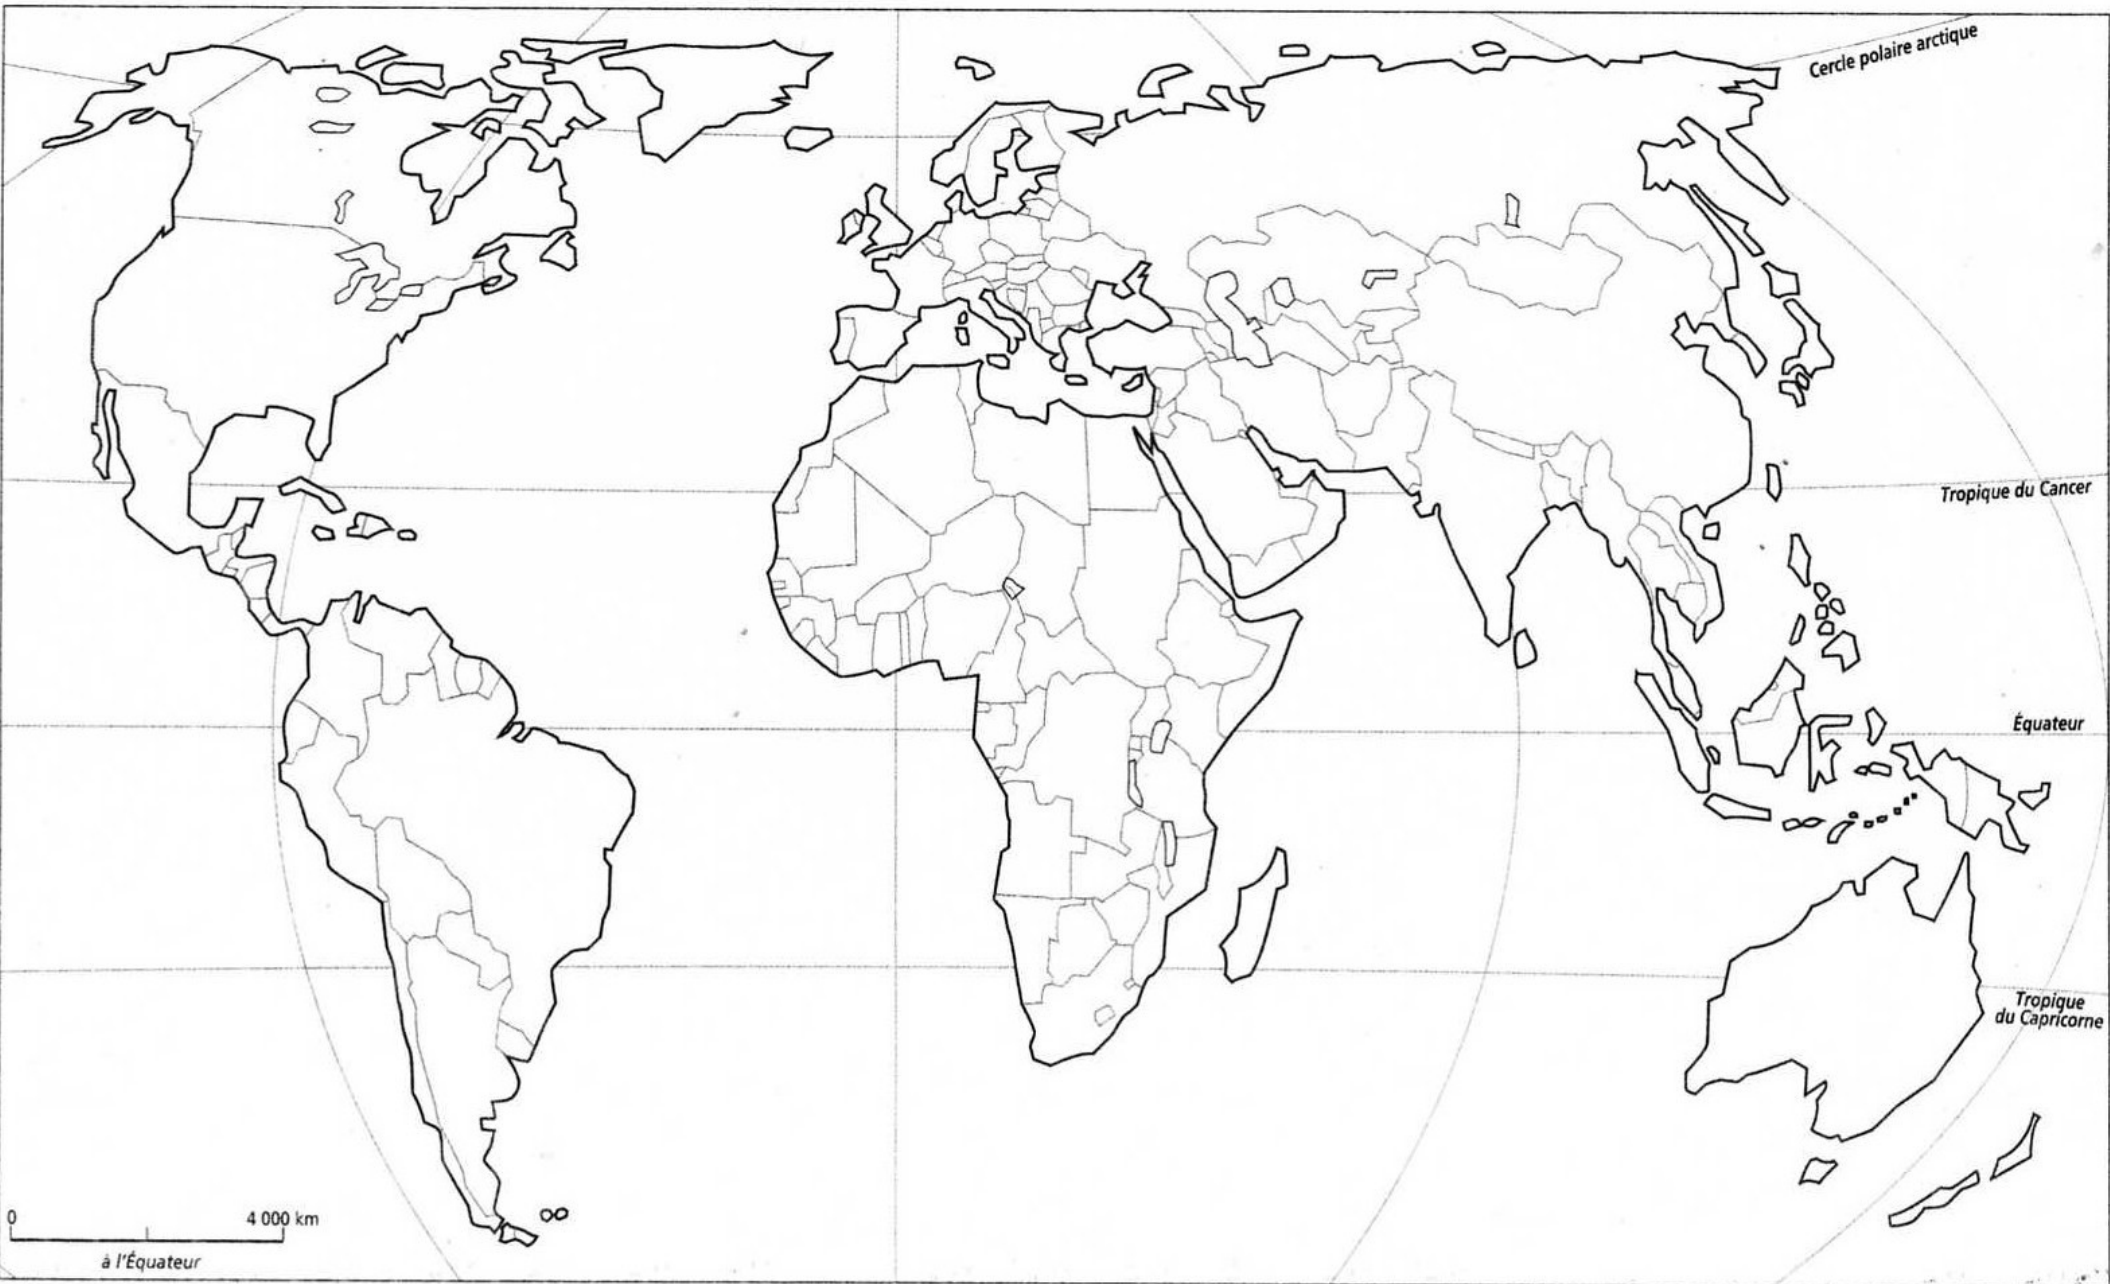 Cercle polaire arctique
Tropique du Cancer
Équateur
Tropique
du Capricorne
0
4 000 km
à l'Équateur